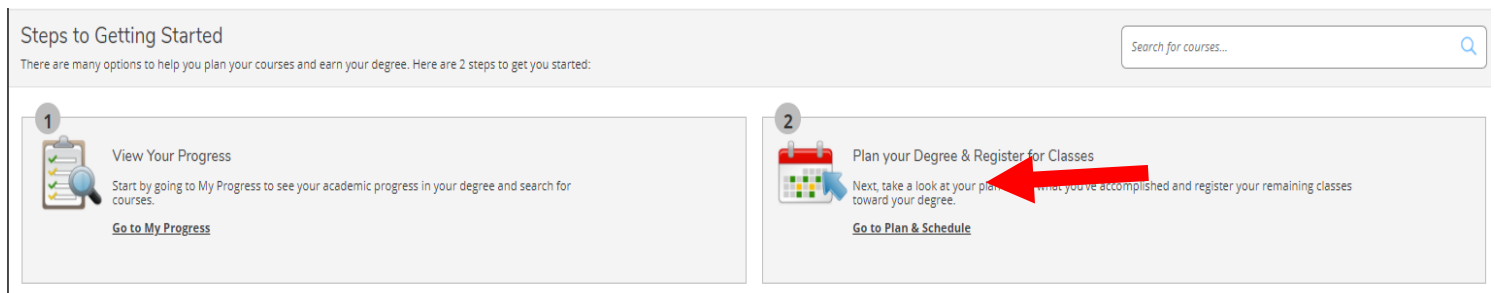 Steps to Getting Started
There are many options to help you plan your courses and earn your degree. Here are 2 steps to get you started:
Search for courses...
1
View Your Progress
Start by going to My Progress to see your academic progress in your degree and search for
courses.
Go to My Progress
2
Plan your Degree & Register for Classes
Next, take a look at your plan what you've accomplished and register your remaining classes
toward your degree.
Go to Plan & Schedule